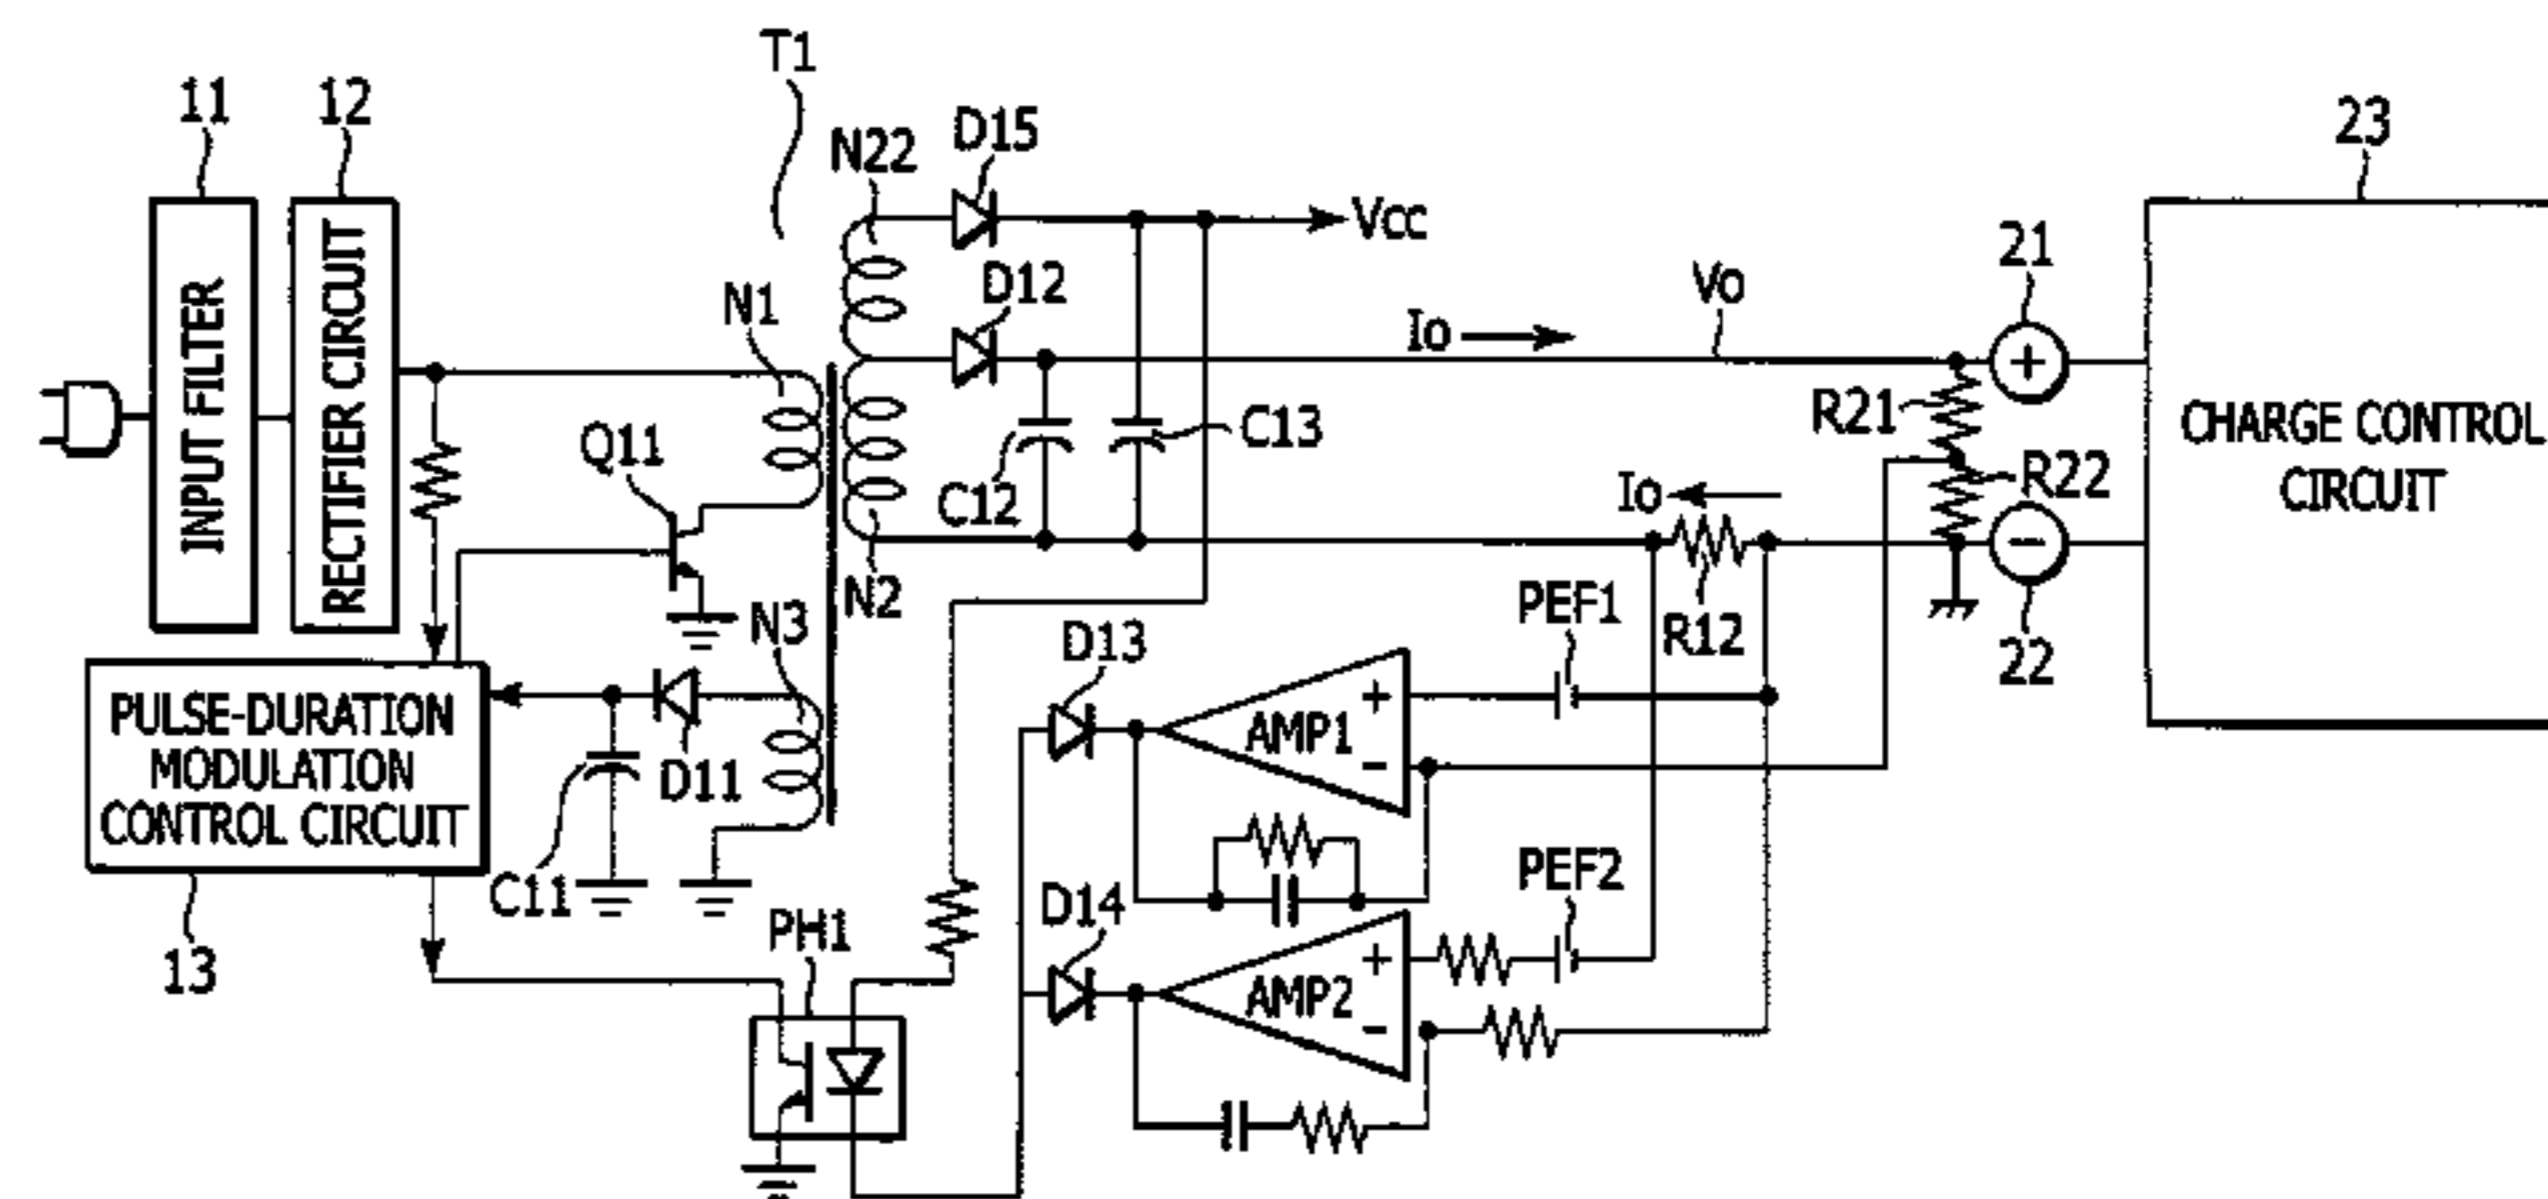 T1
11
12
N22
D15
23
Vcc
21
D12
Vo
N1
Io
INPUT FILTER
RECTIFIER CIRCUIT
+
R21
C13
CHARGE CONTROL
CIRCUIT
Q11
R22
C12
Io
−
N2
PEF1
R12
N3
D13
22
PULSE-DURATION
MODULATION
CONTROL CIRCUIT
+
AMP1
−
D11
C11
PEF2
D14
PH1
13
+
AMP2
−